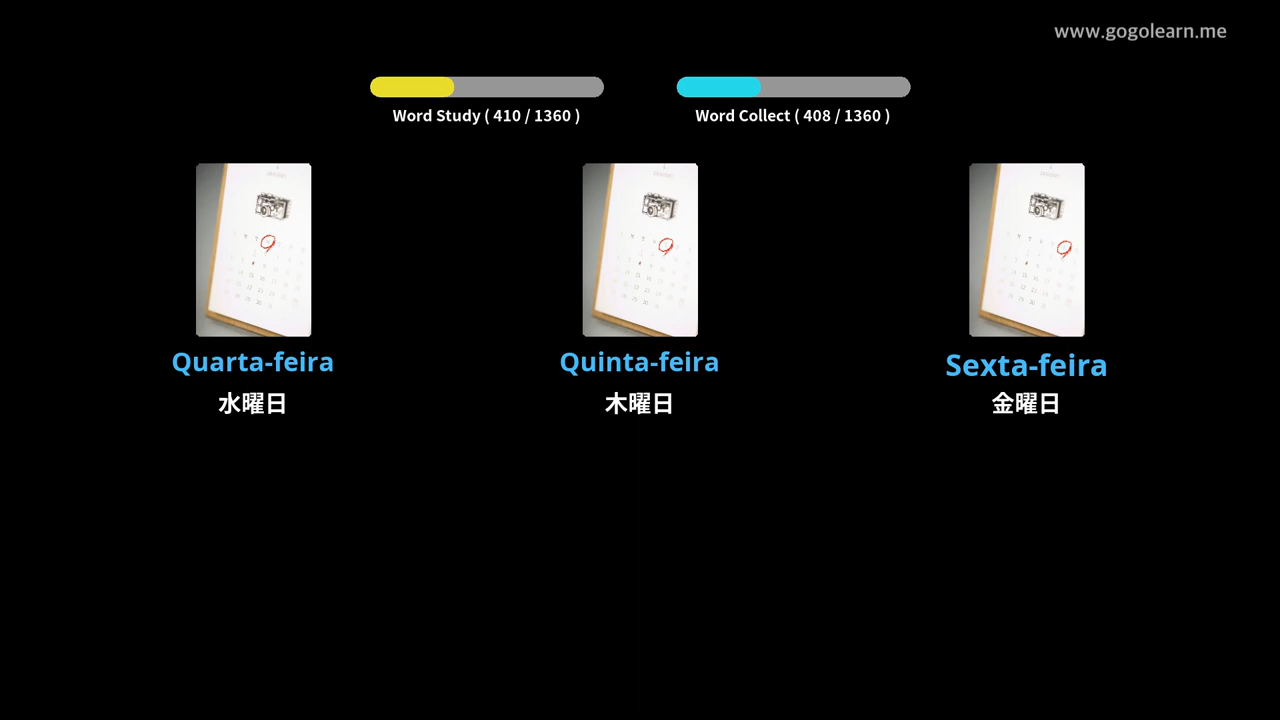 www.gogolearn.me
Word Study ( 410 / 1360 )
Word Collect ( 408 / 1360 )
Quarta-feira
Quinta-feira
Sexta-feira
水曜日
木曜日
金曜日